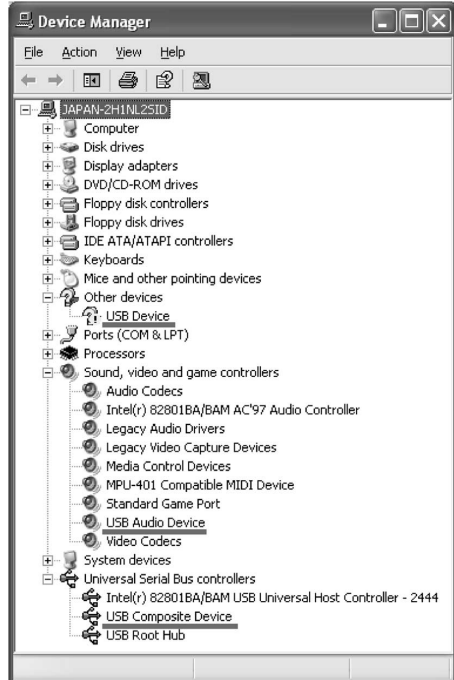 Device Manager
File Action View Help
JAPAN-2H1NL2SID
Computer
Disk drives
Display adapters
DVD/CD-ROM drives
Floppy disk controllers
Floppy disk drives
IDE ATA/ATAPI controllers
Keyboards
Mice and other pointing devices
Other devices
USB Device
Ports (COM & LPT)
Processors
Sound, video and game controllers
Audio Codecs
Intel(r) 82801BA/BAM AC'97 Audio Controller
Legacy Audio Drivers
Legacy Video Capture Devices
Media Control Devices
MPU-401 Compatible MIDI Device
Standard Game Port
USB Audio Device
Video Codecs
System devices
Universal Serial Bus controllers
Intel(r) 82801BA/BAM USB Universal Host Controller - 2444
USB Composite Device
USB Root Hub